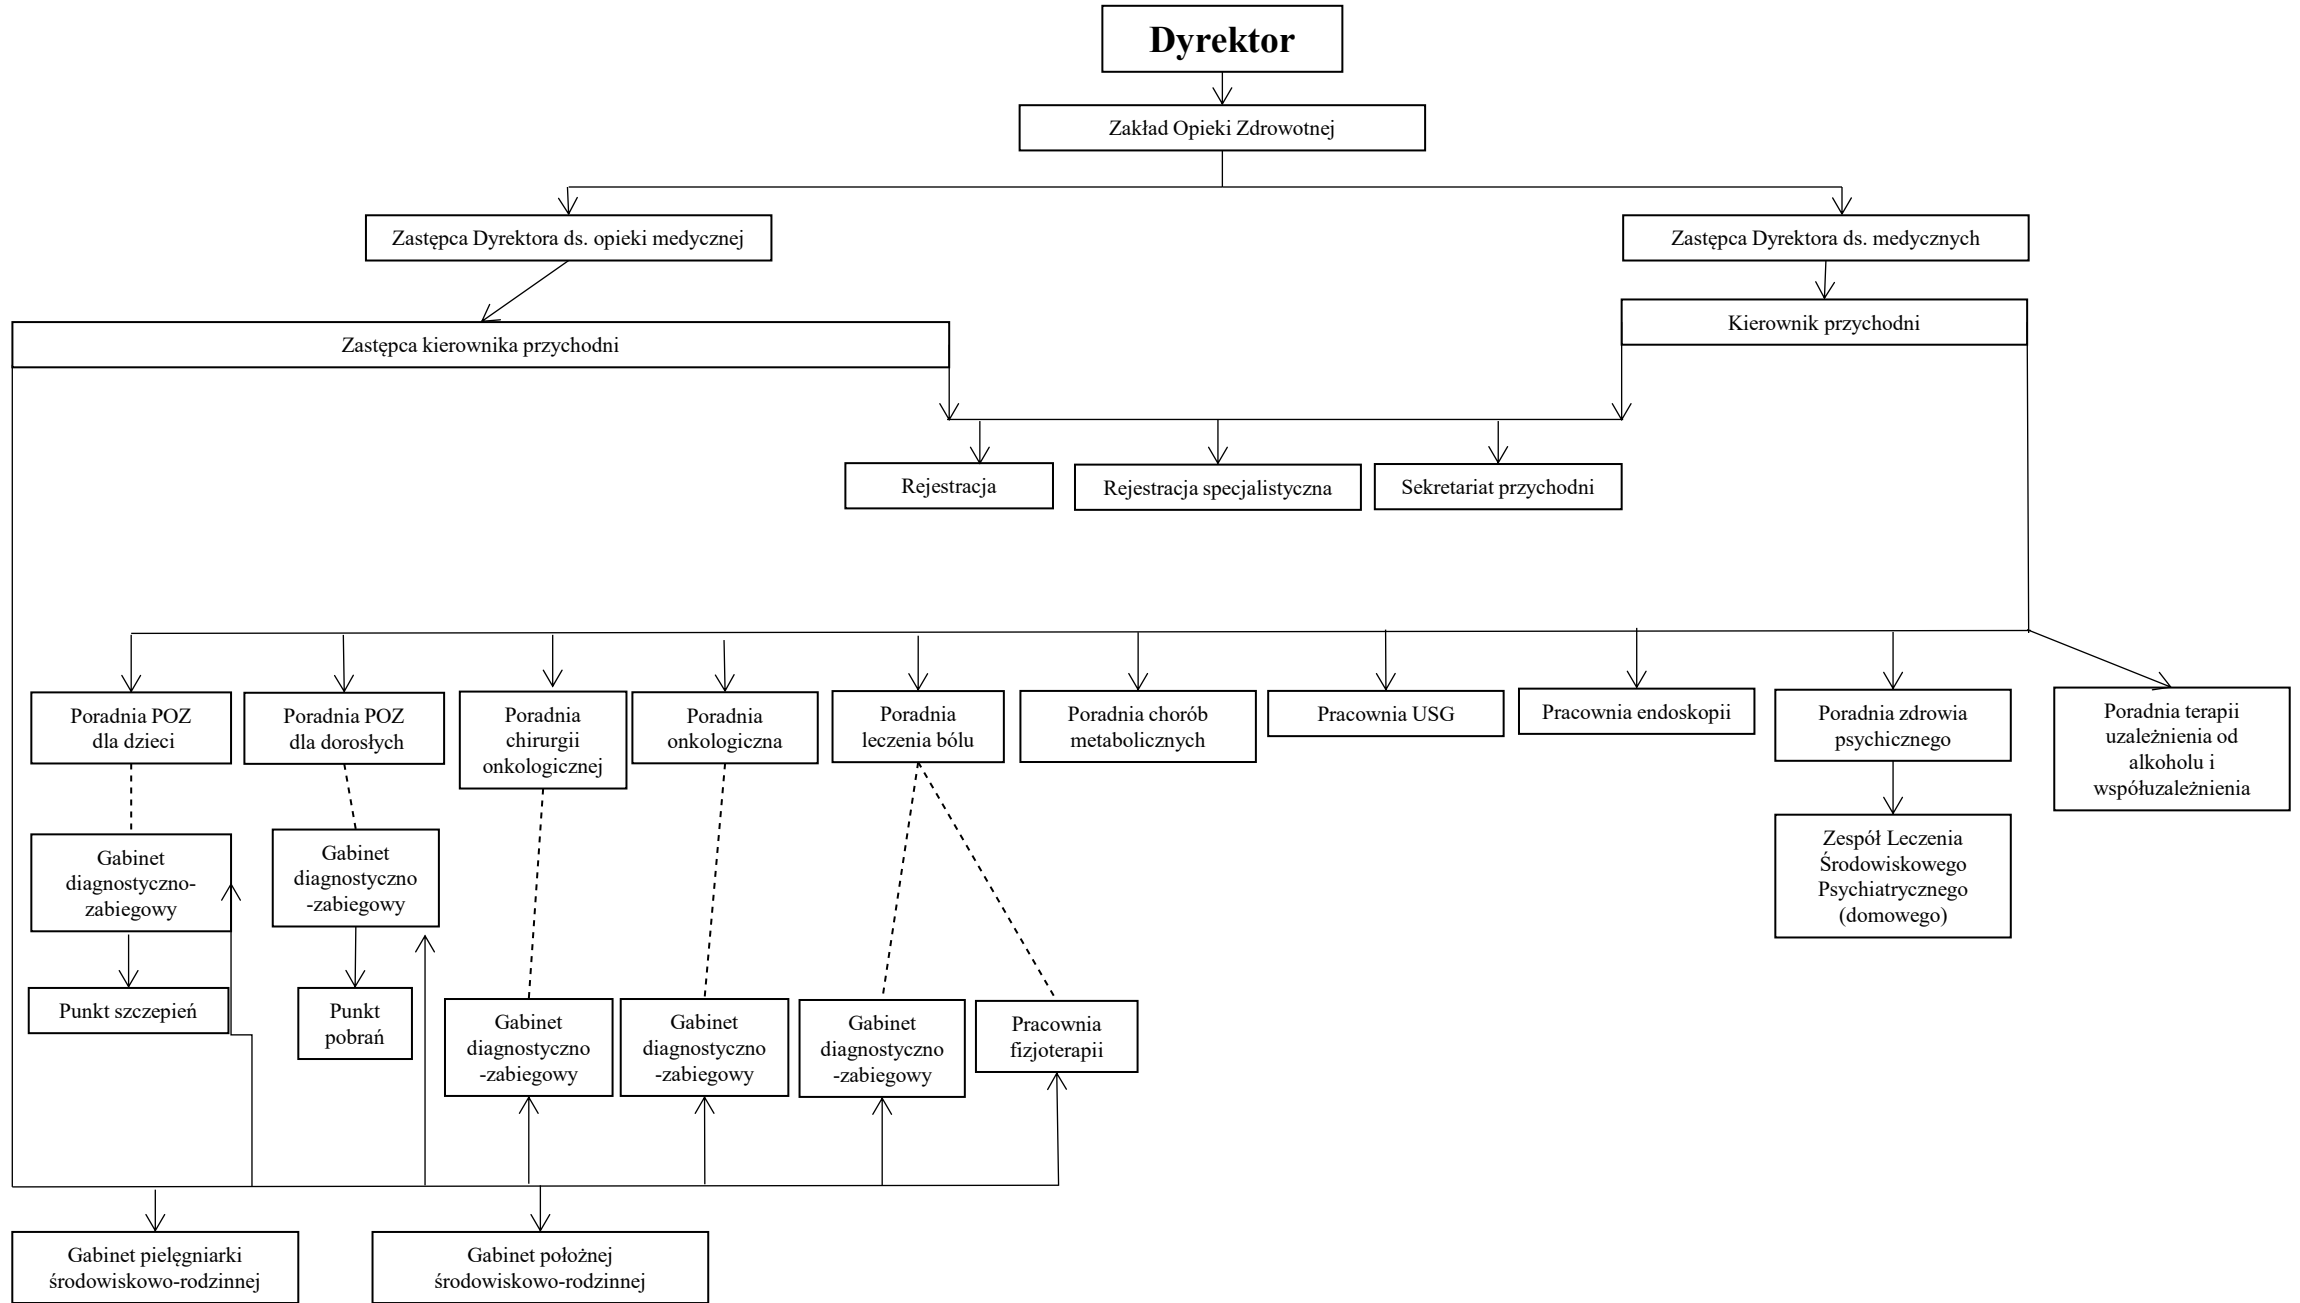 Dyrektor
Zakład Opieki Zdrowotnej
Zastępca Dyrektora ds. opieki medycznej
Zastępca Dyrektora ds. medycznych
Kierownik przychodni
Zastępca kierownika przychodni
Rejestracja
Rejestracja specjalistyczna
Sekretariat przychodni
Poradnia POZ
dla dzieci
Poradnia POZ
dla dorosłych
Poradnia
chirurgii
onkologicznej
Poradnia
onkologiczna
Poradnia
leczenia bólu
Poradnia chorób
metabolicznych
Pracownia USG
Pracownia endoskopii
Poradnia zdrowia
psychicznego
Poradnia terapii
uzależnienia od
alkoholu i
współuzależnienia
Gabinet
diagnostyczno-
zabiegowy
Gabinet
diagnostyczno
-zabiegowy
Zespół Leczenia
Środowiskowego
Psychiatrycznego
(domowego)
Punkt szczepień
Punkt
pobrań
Gabinet
diagnostyczno
-zabiegowy
Gabinet
diagnostyczno
-zabiegowy
Gabinet
diagnostyczno
-zabiegowy
Pracownia
fizjoterapii
Gabinet pielęgniarki
środowiskowo-rodzinnej
Gabinet położnej
środowiskowo-rodzinnej